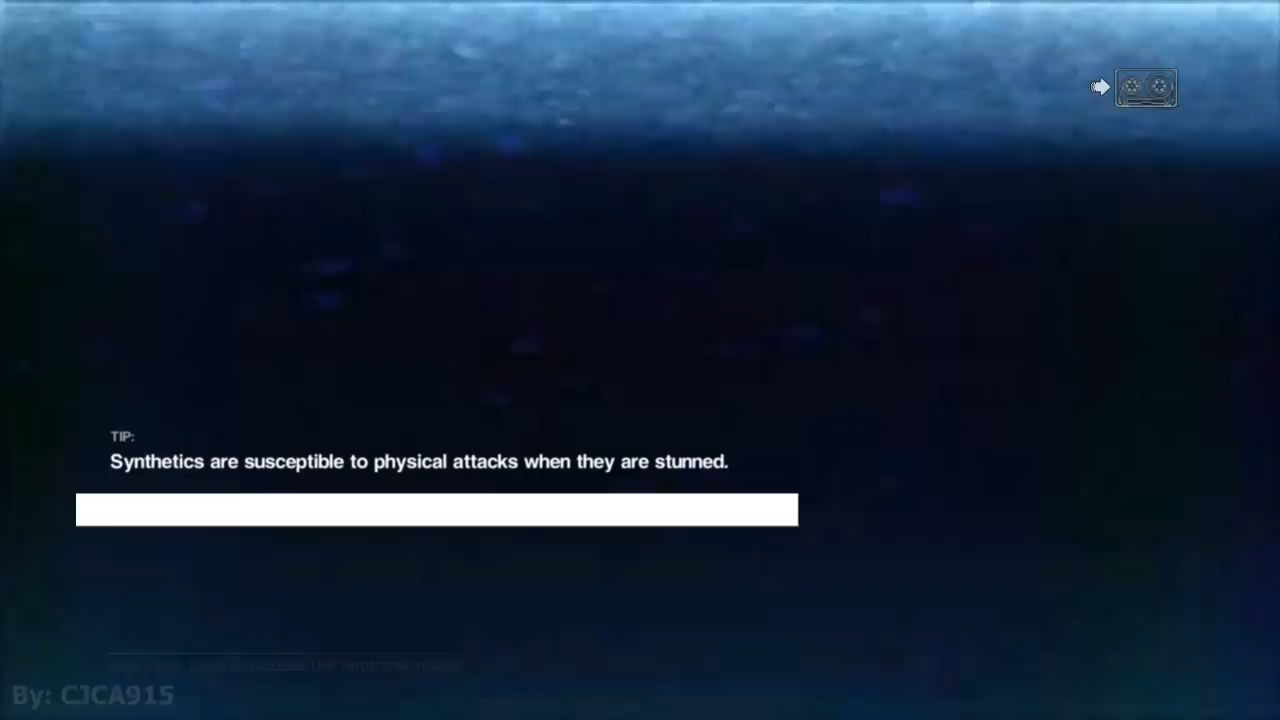 TIP:
Synthetics are susceptible to physical attacks when they are stunned.
By: CJCA915